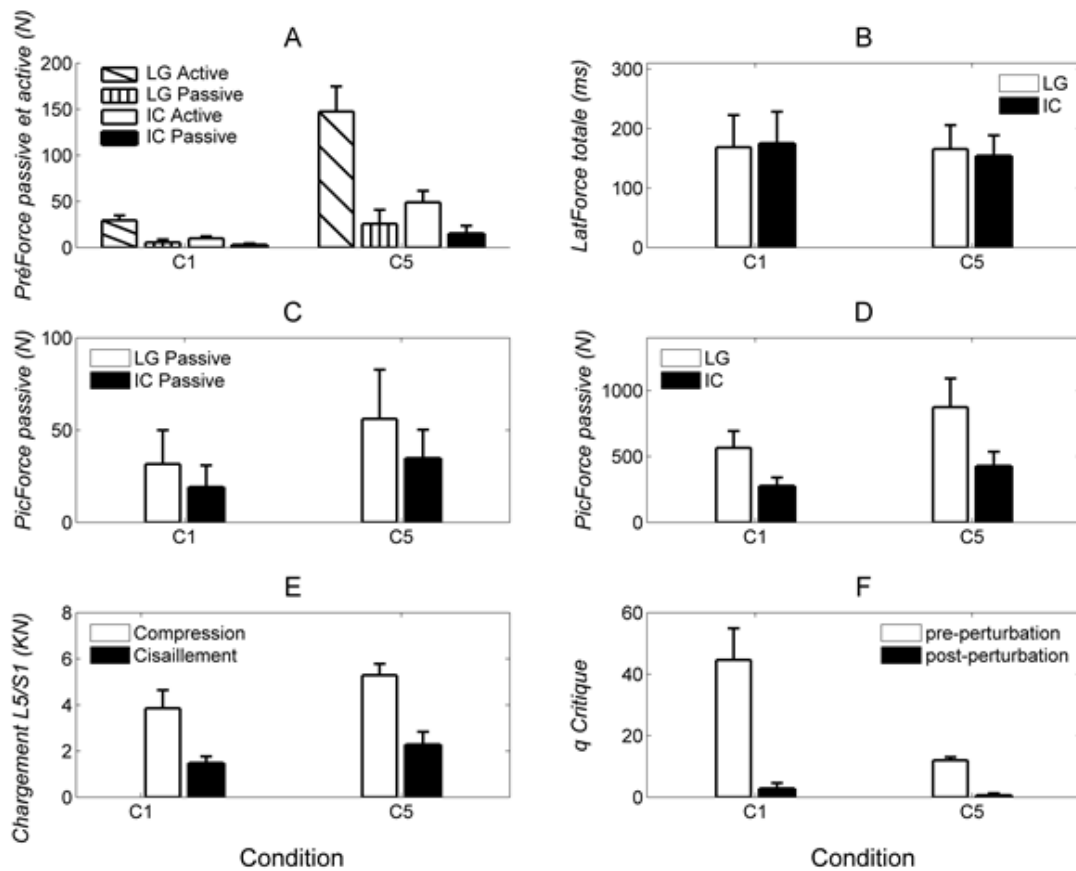 A
PréForce passive et active (N)
200
150
100
50
0
LG Active
LG Passive
IC Active
IC Passive
C1
C5
B
LatForce totale (ms)
300
200
100
0
LG
IC
C1
C5
C
PicForce passive (N)
100
50
0
LG Passive
IC Passive
C1
C5
D
PicForce passive (N)
1000
500
0
LG
IC
C1
C5
E
Chargement L5/S1 (KN)
8
6
4
2
0
Compression
Cisaillement
C1
C5
Condition
F
q Critique
60
40
20
0
pre-perturbation
post-perturbation
C1
C5
Condition